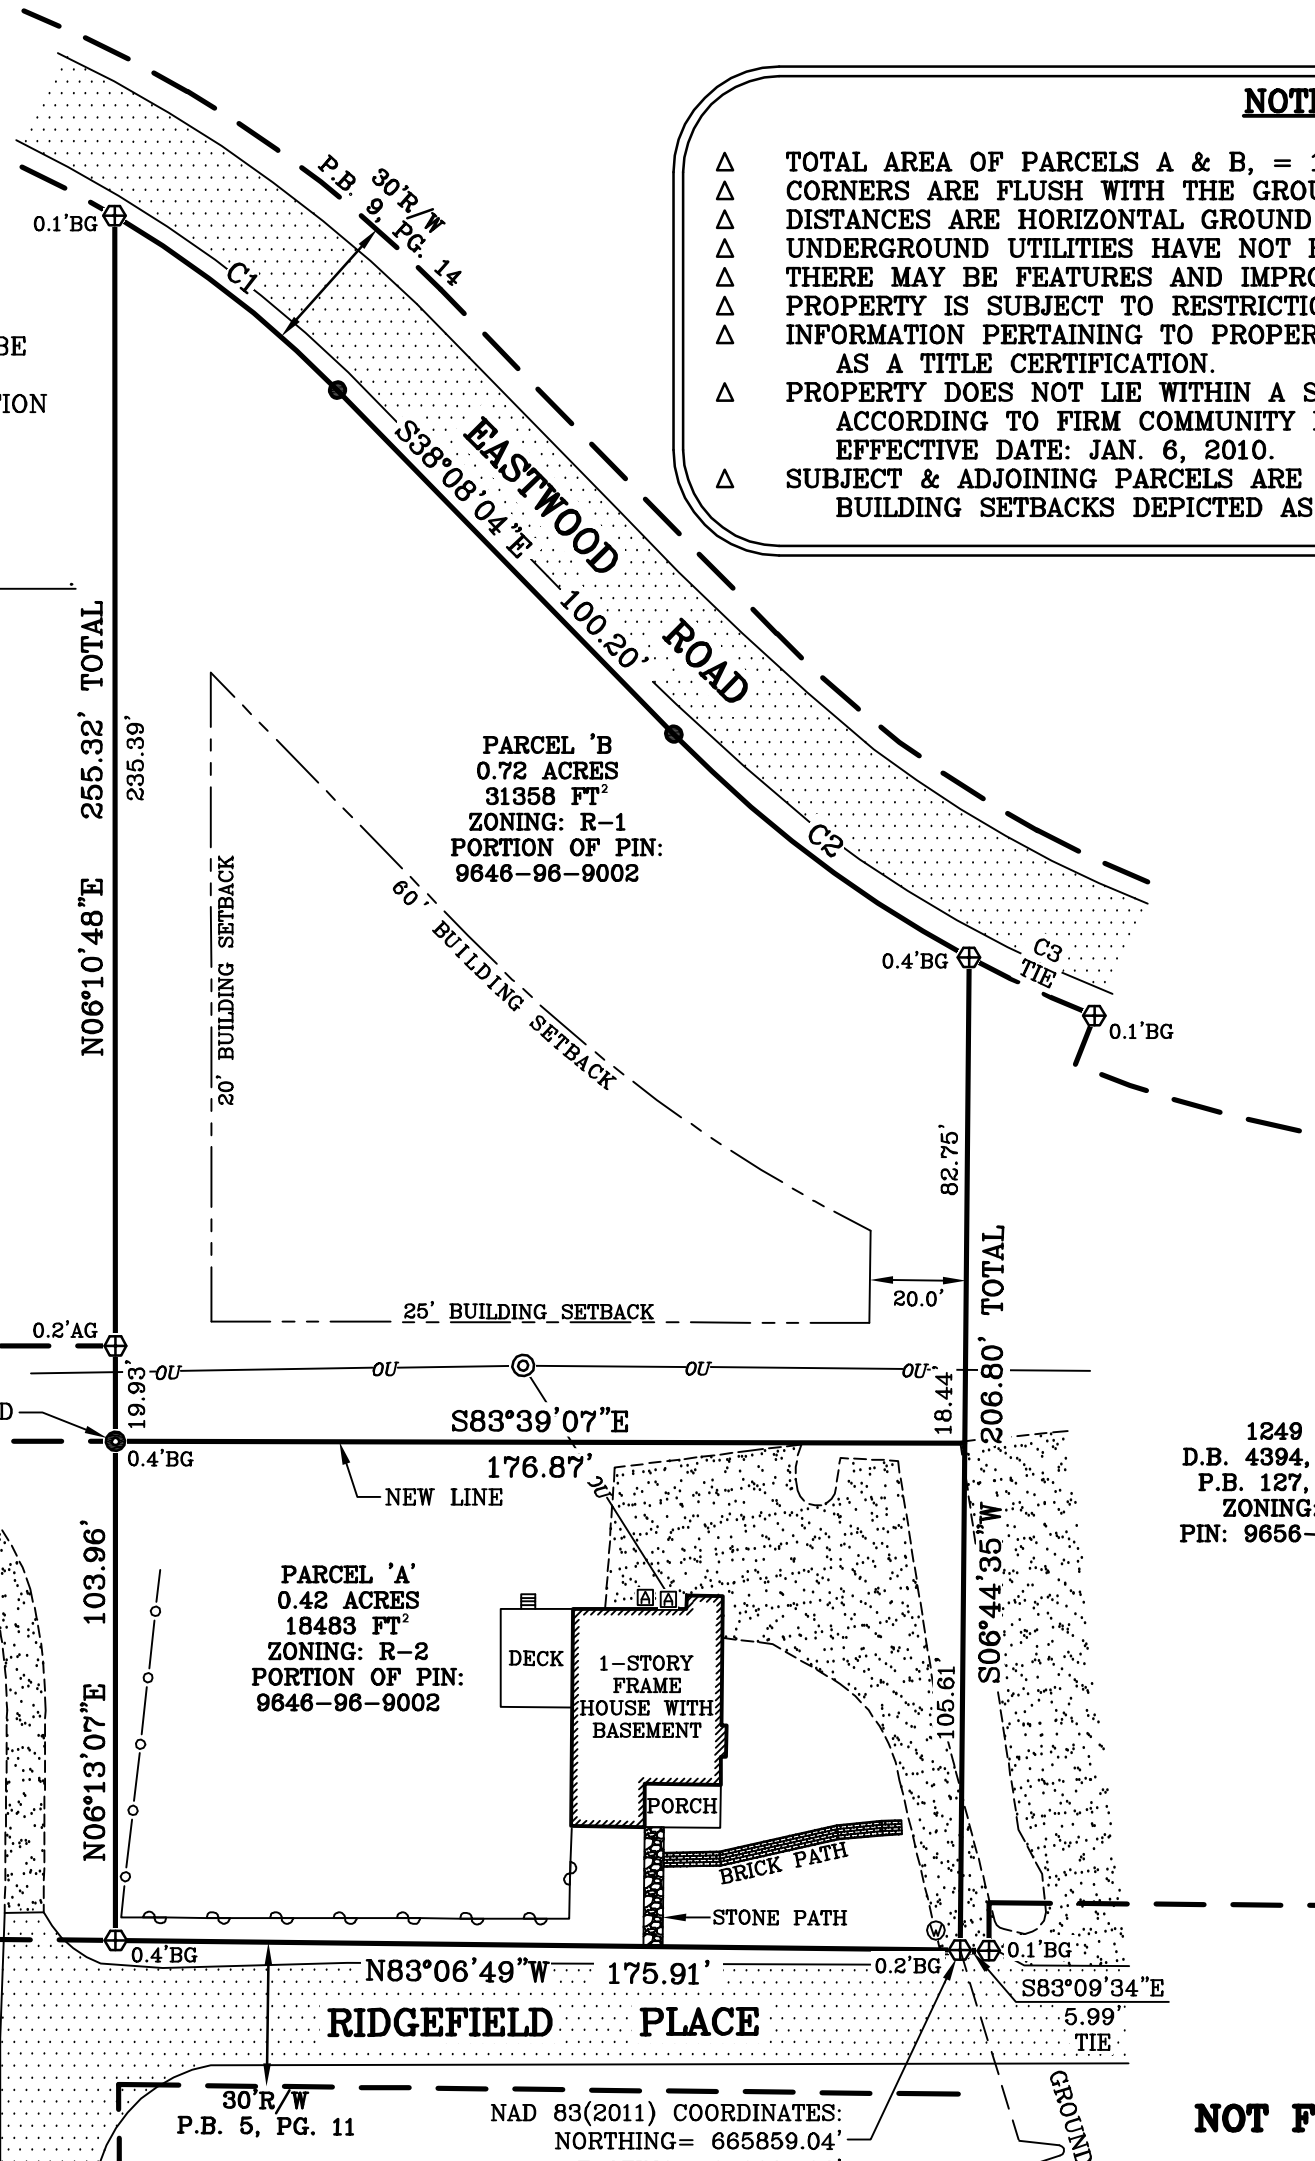 NOT
TOTAL AREA OF PARCELS A & B, =
CORNERS ARE FLUSH WITH THE GROU
DISTANCES ARE HORIZONTAL GROUND
UNDERGROUND UTILITIES HAVE NOT
THERE MAY BE FEATURES AND IMPRO
PROPERTY IS SUBJECT TO RESTRICTIO
INFORMATION PERTAINING TO PROPER
AS A TITLE CERTIFICATION.
PROPERTY DOES NOT LIE WITHIN A S
ACCORDING TO FIRM COMMUNITY
EFFECTIVE DATE: JAN. 6, 2010.
SUBJECT & ADJOINING PARCELS ARE
BUILDING SETBACKS DEPICTED AS
30'R/W
P.B. 9, PG. 14
0.1'BG
C1
BE
TION
S38°08'04"E 100.20'
EASTWOOD ROAD
N06°10'48"E 255.32' TOTAL
235.39'
PARCEL 'B
0.72 ACRES
31358 FT²
ZONING: R-1
PORTION OF PIN:
9646-96-9002
C2
20' BUILDING SETBACK
60' BUILDING SETBACK
0.4'BG
C3
TIE
0.1'BG
82.75'
206.80' TOTAL
20.0'
25' BUILDING SETBACK
0.2'AG
OU OU OU OU
19.93'
18.44'
D
0.4'BG
S83°39'07"E
176.87'
OU
NEW LINE
1249
D.B. 4394,
P.B. 127,
ZONING:
PIN: 9656-
N06°13'07"E 103.96'
PARCEL 'A'
0.42 ACRES
18483 FT²
ZONING: R-2
PORTION OF PIN:
9646-96-9002
A A
DECK
1-STORY
FRAME
HOUSE WITH
BASEMENT
PORCH
S06°44'35"W
105.61'
BRICK PATH
STONE PATH
W
0.4'BG
N83°06'49"W 175.91'
0.2'BG
0.1'BG
S83°09'34"E
5.99'
TIE
RIDGEFIELD PLACE
30'R/W
P.B. 5, PG. 11
NAD 83(2011) COORDINATES:
NORTHING= 665859.04'
GROUND
NOT F